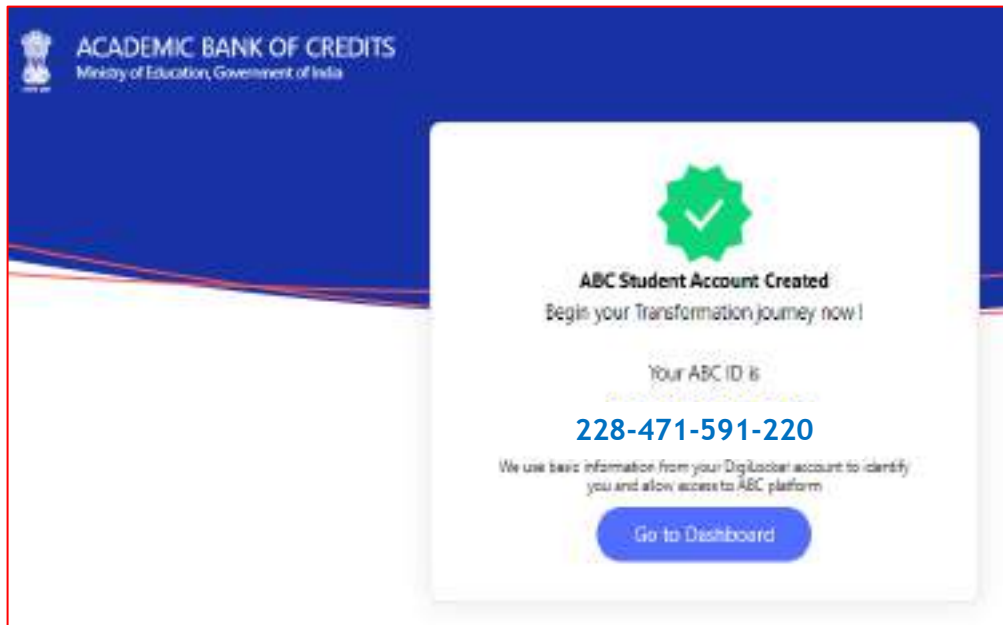 ACADEMIC BANK OF CREDITS
Ministry of Education, Government of India
ABC Student Account Created
Begin your Transformation journey now !
Your ABC ID is
228-471-591-220
We use basic information from your DigiLocker account to identify
you and allow access to ABC platform
Go to Dashboard